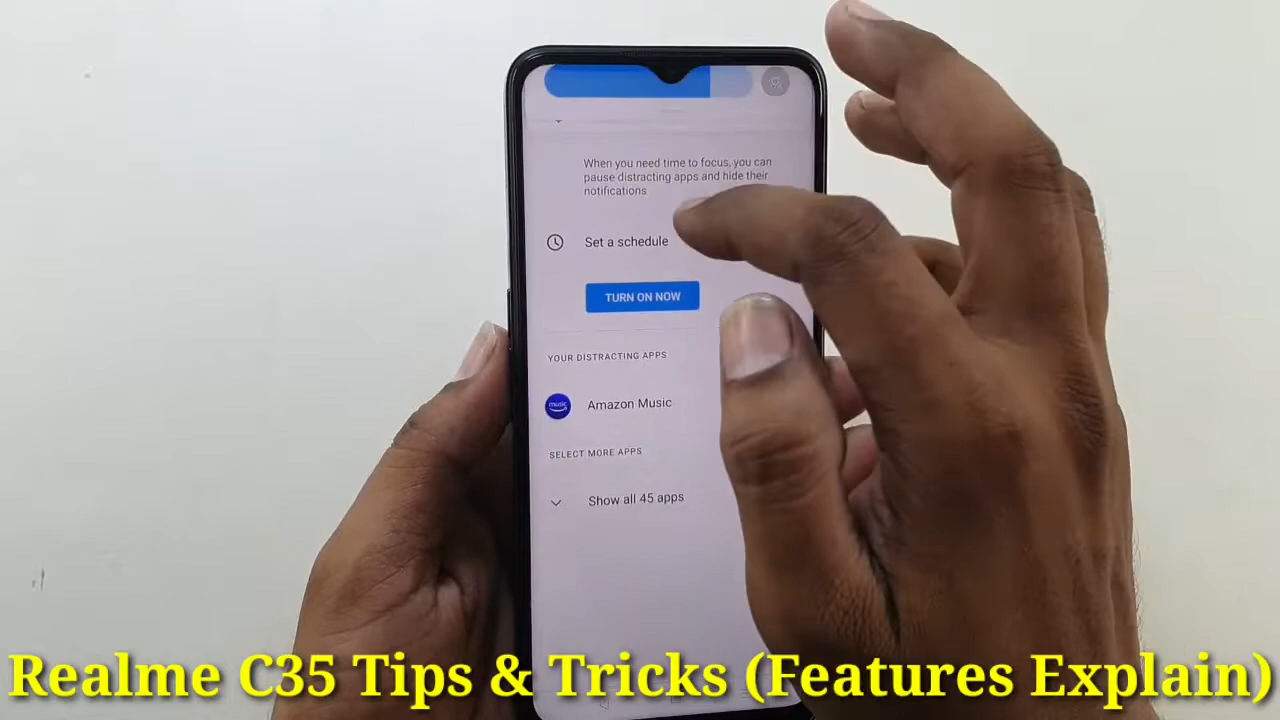 When you need time to focus, you can
pause distracting apps and hide their
notifications
Set a schedule
TURN ON NOW
YOUR DISTRACTING APPS
music
Amazon Music
SELECT MORE APPS
Show all 45 apps
Realme C35 Tips & Tricks (Features Explain)